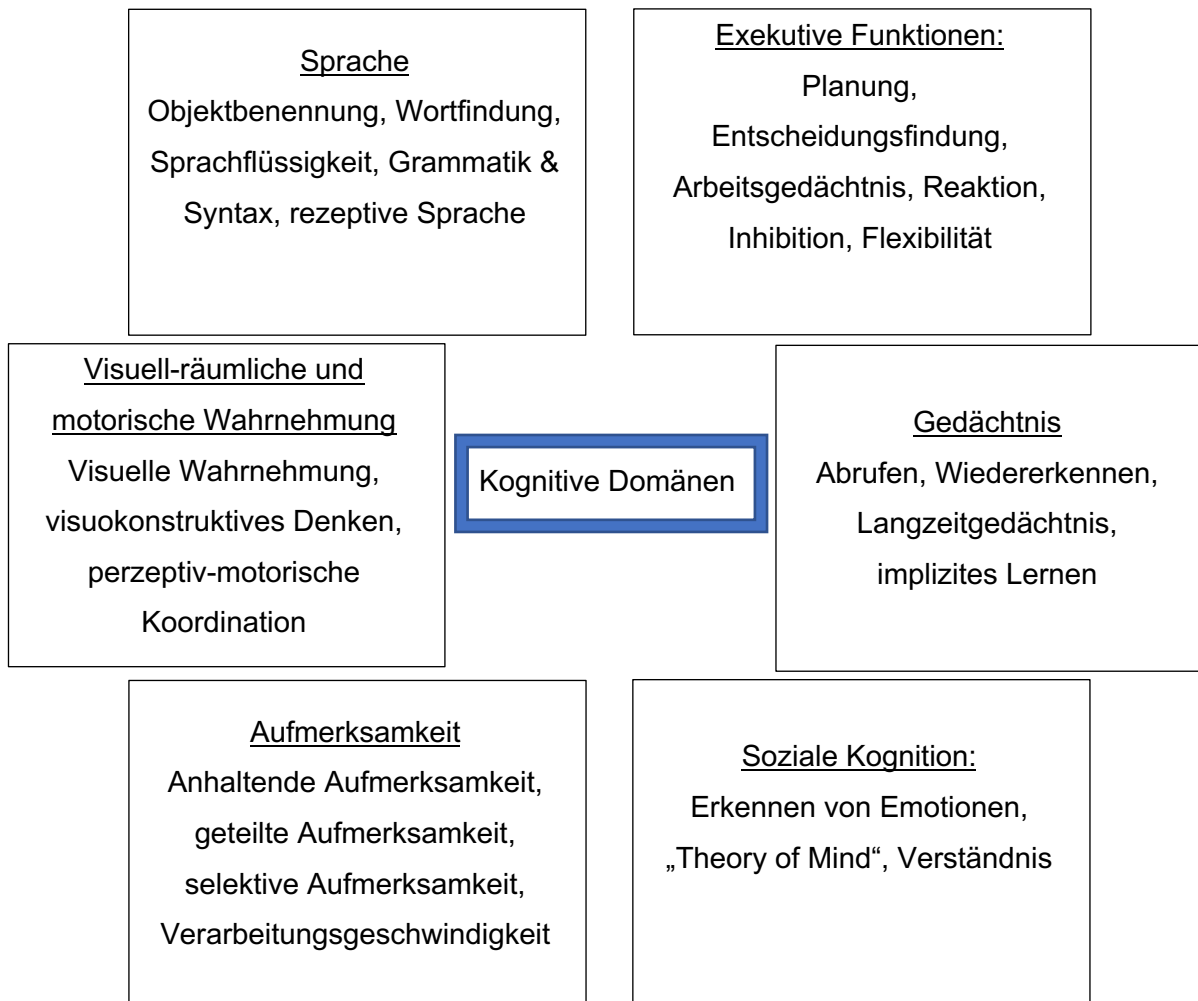 Sprache
Objektbenennung, Wortfindung,
Sprachflüssigkeit, Grammatik &
Syntax, rezeptive Sprache
Exekutive Funktionen:
Planung,
Entscheidungsfindung,
Arbeitsgedächtnis, Reaktion,
Inhibition, Flexibilität
Visuell-räumliche und
motorische Wahrnehmung
Visuelle Wahrnehmung,
visuokonstruktives Denken,
perzeptiv-motorische
Koordination
Kognitive Domänen
Gedächtnis
Abrufen, Wiedererkennen,
Langzeitgedächtnis,
implizites Lernen
Aufmerksamkeit
Anhaltende Aufmerksamkeit,
geteilte Aufmerksamkeit,
selektive Aufmerksamkeit,
Verarbeitungsgeschwindigkeit
Soziale Kognition:
Erkennen von Emotionen,
„Theory of Mind“, Verständnis